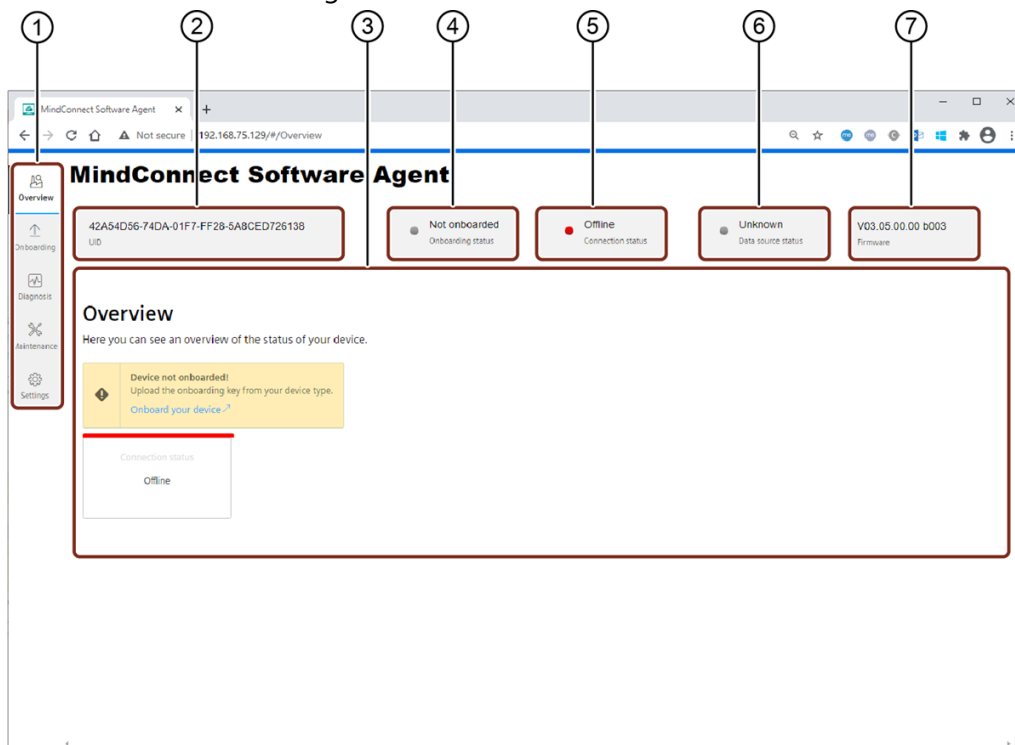 1 2 3 4 5 6 7
MindConnect Software Agent
Not secure 192.168.75.129/#/Overview
MindConnect Software Agent
Overview
Onboarding
Diagnosis
Maintenance
Settings
42A54D56-74DA-01F7-FF28-5A8CED726138
UID
Not onboarded
Onboarding status
Offline
Connection status
Unknown
Data source status
V03.05.00.00 b003
Firmware
Overview
Here you can see an overview of the status of your device.
Device not onboarded!
Upload the onboarding key from your device type.
Onboard your device
Connection status
Offline